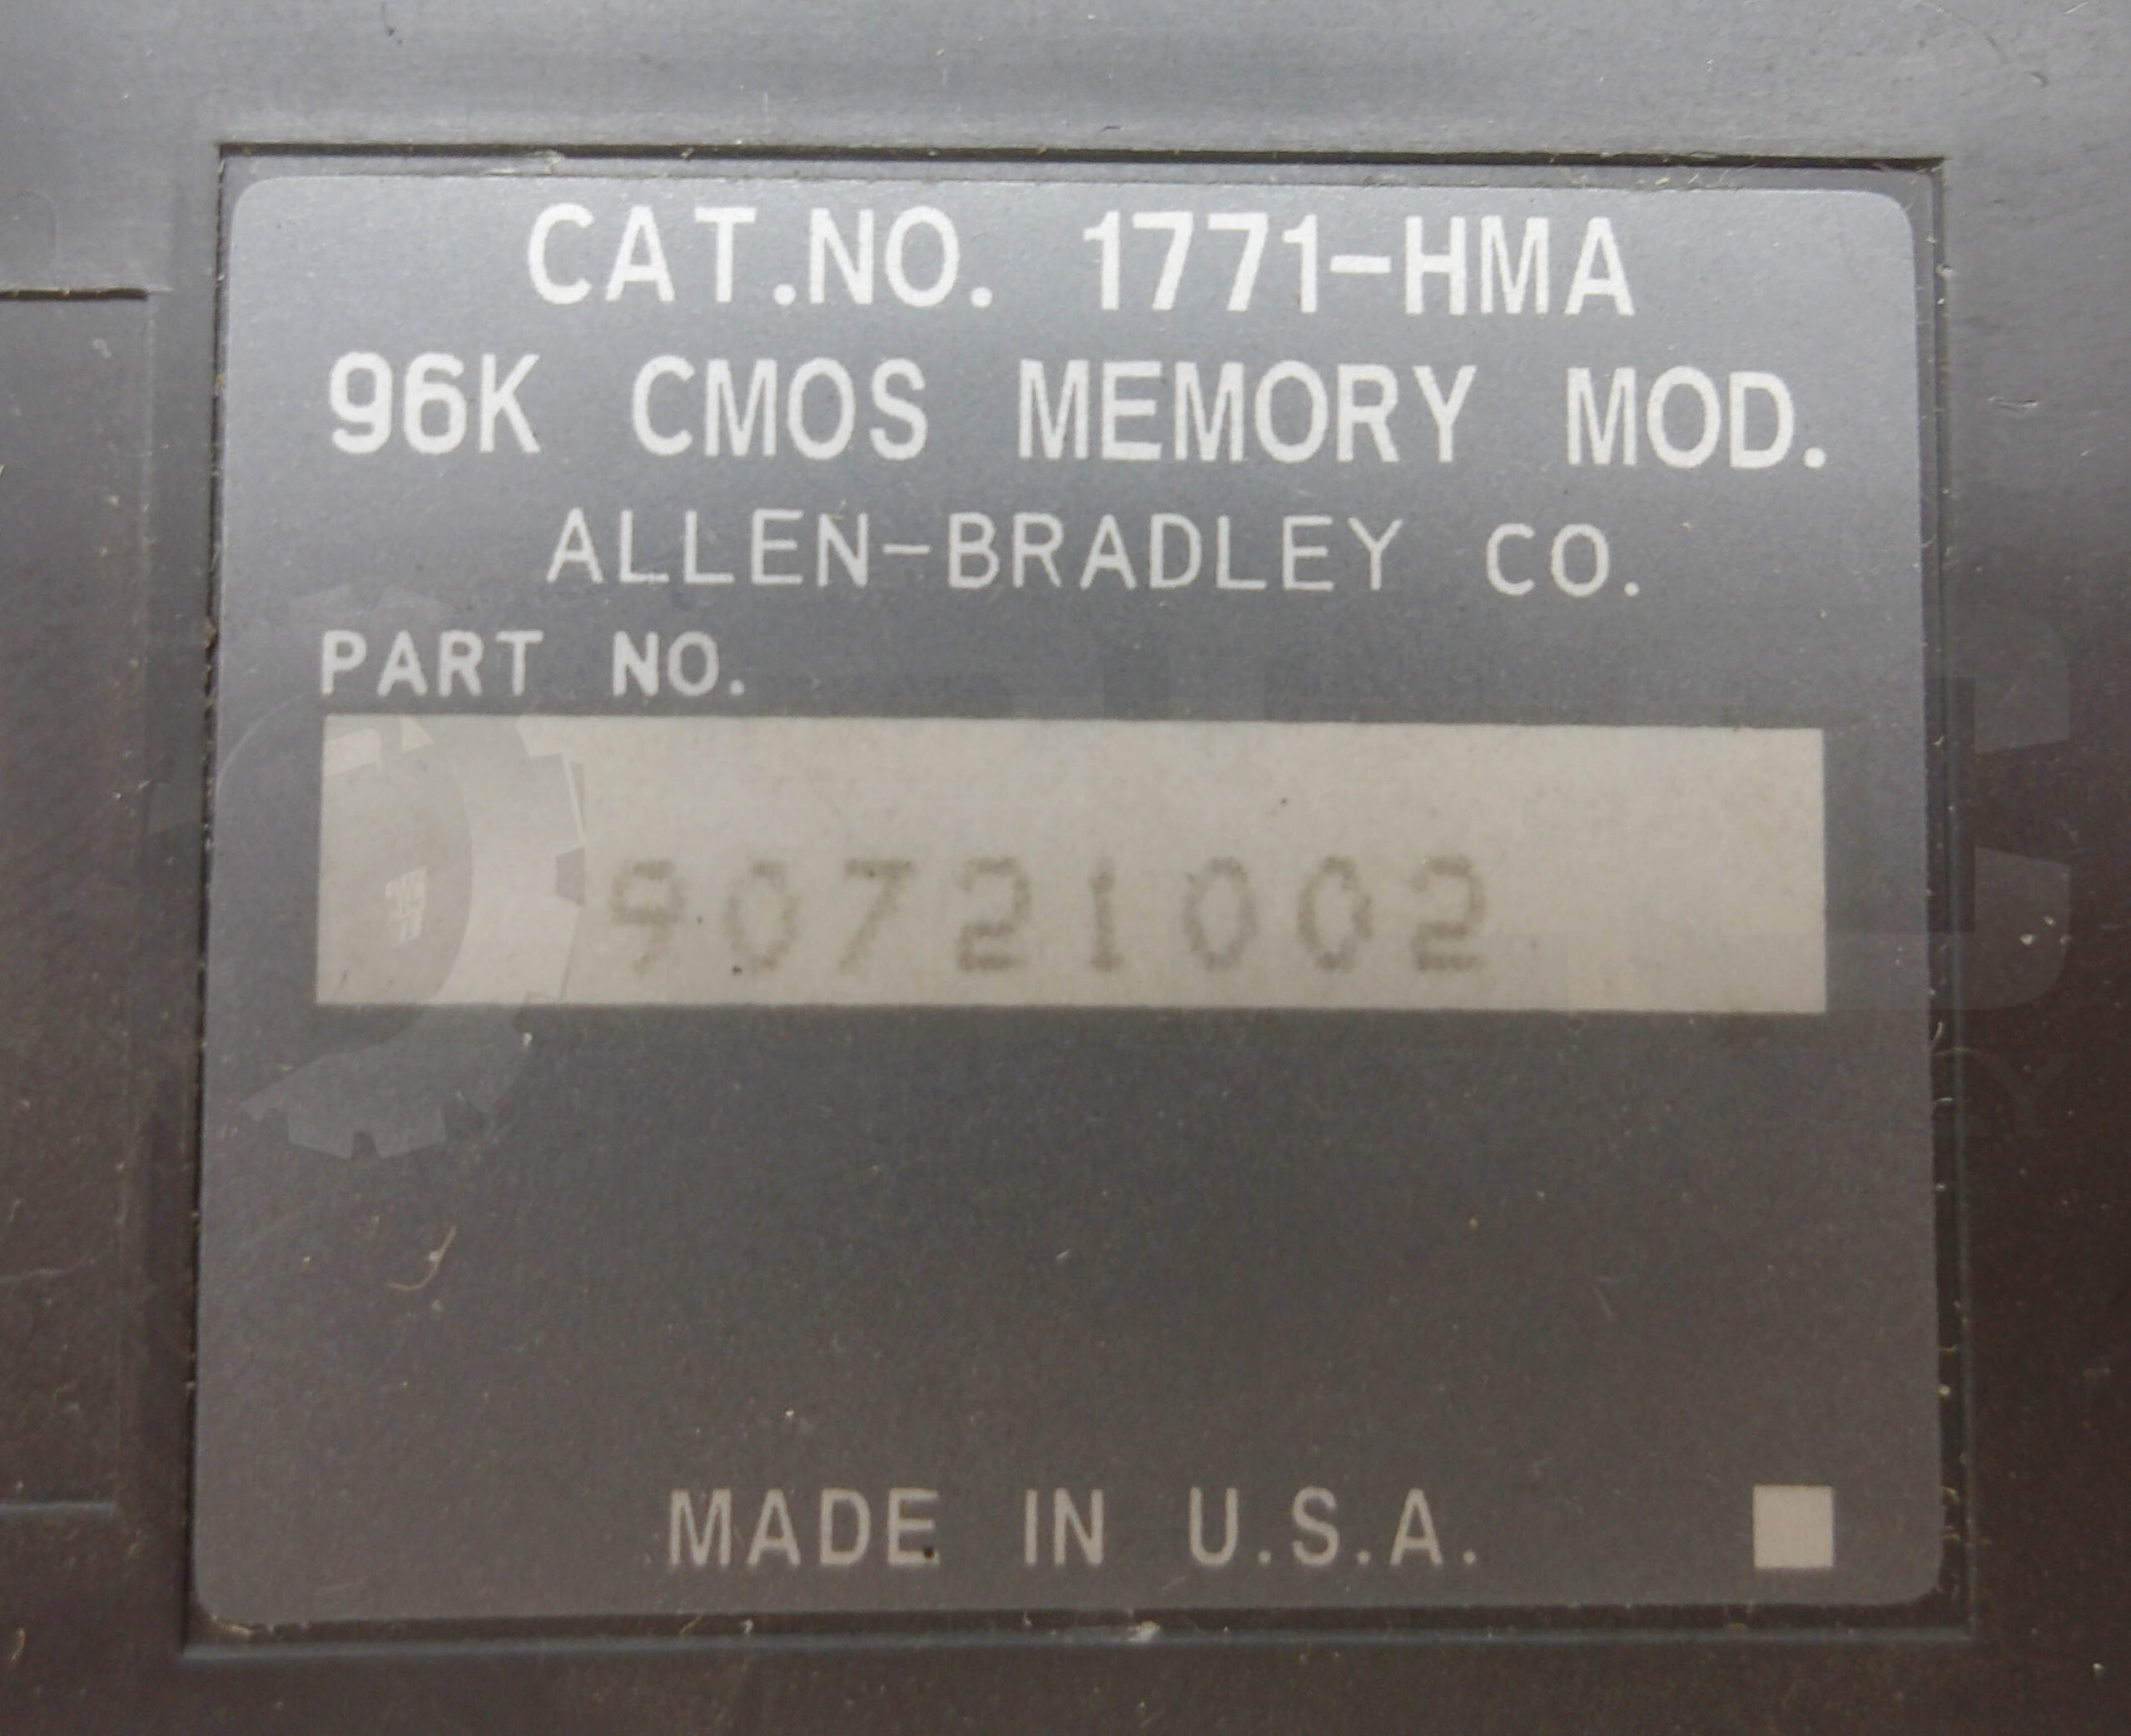 CAT.NO. 1771-HMA
96K CMOS MEMORY MOD.
ALLEN-BRADLEY CO.
PART NO.
90721002
MADE IN U.S.A.